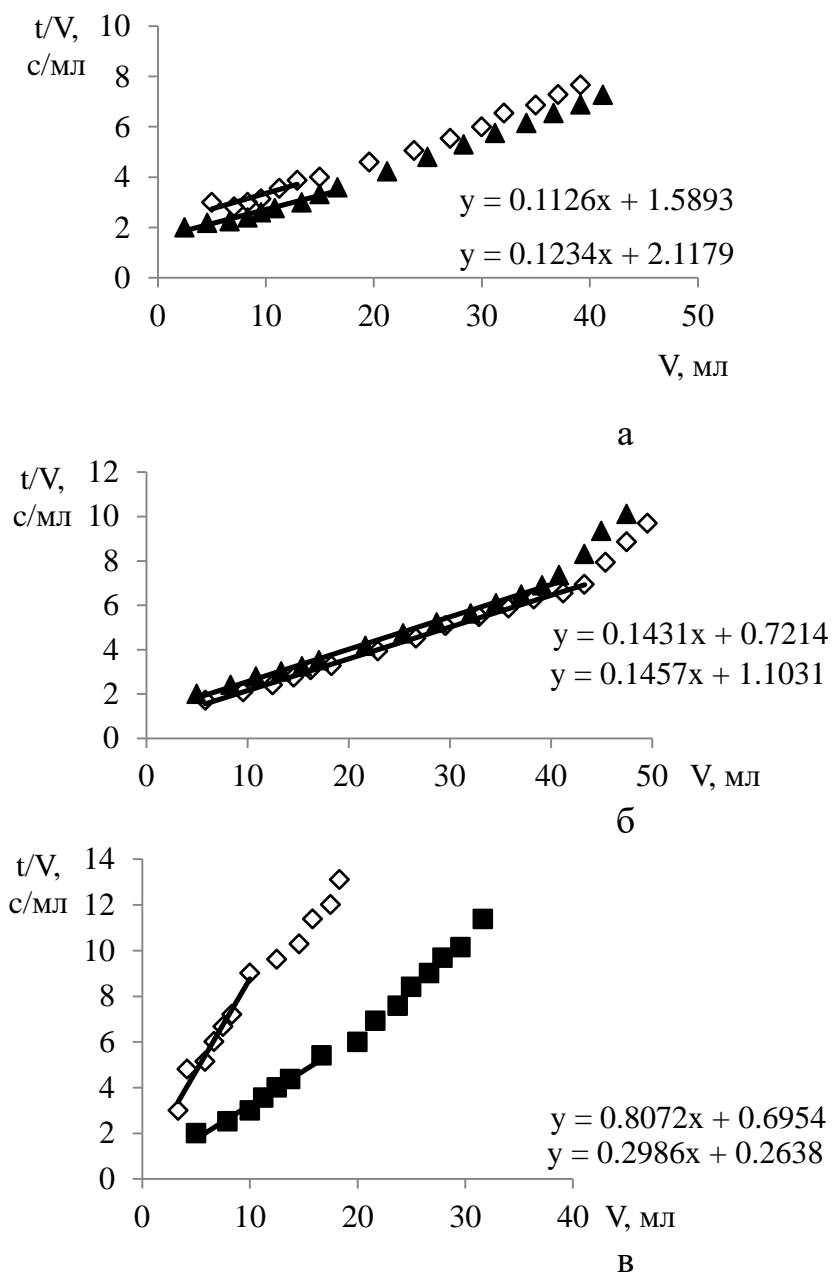 t/V,
с/мл
10
8
6
4
2
0
y = 0.1126x + 1.5893
y = 0.1234x + 2.1179
0 10 20 30 40 50
V, мл
а
t/V,
с/мл
12
10
8
6
4
2
0
y = 0.1431x + 0.7214
y = 0.1457x + 1.1031
0 10 20 30 40 50 V, мл
б
t/V,
с/мл
14
12
10
8
6
4
2
0
y = 0.8072x + 0.6954
y = 0.2986x + 0.2638
0 10 20 30 40 V, мл
в